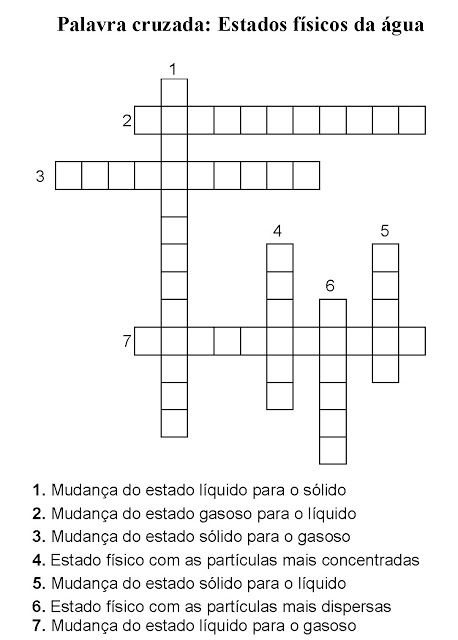 Palavra cruzada: Estados físicos da água
1
2
3
4
5
6
7
1. Mudança do estado líquido para o sólido
2. Mudança do estado gasoso para o líquido
3. Mudança do estado sólido para o gasoso
4. Estado físico com as partículas mais concentradas
5. Mudança do estado sólido para o líquido
6. Estado físico com as partículas mais dispersas
7. Mudança do estado líquido para o gasoso